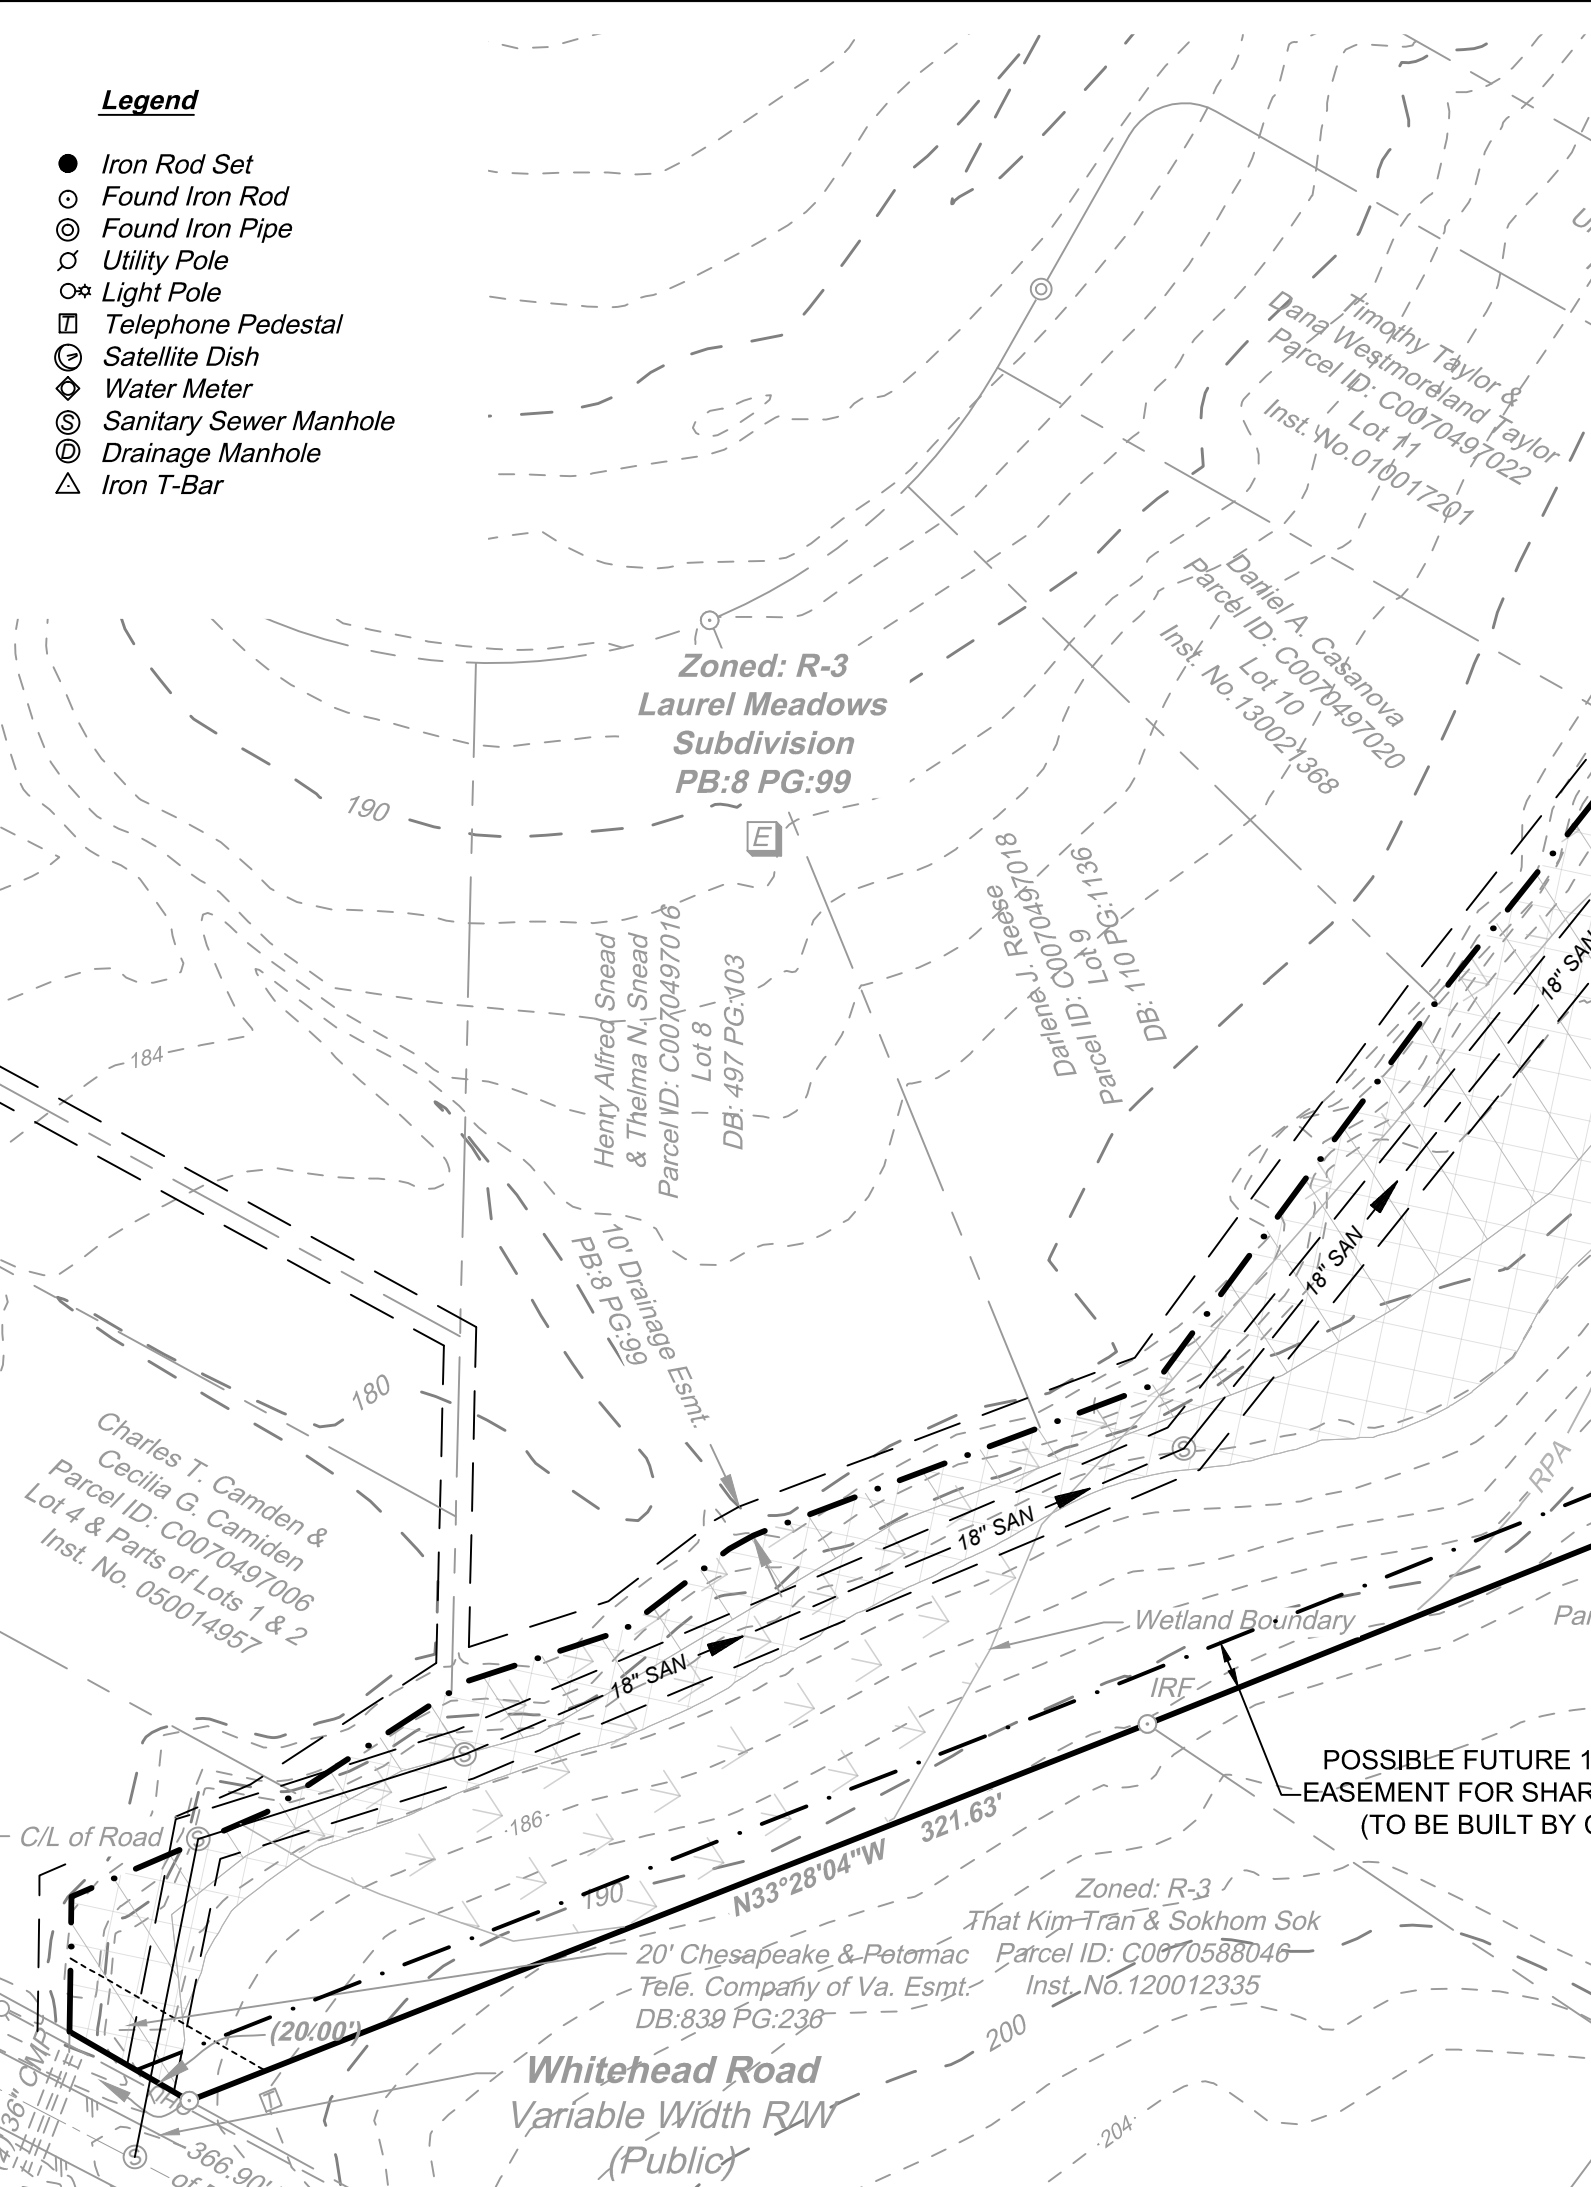 Legend
Iron Rod Set
Found Iron Rod
Found Iron Pipe
Utility Pole
Light Pole
T Telephone Pedestal
Satellite Dish
Water Meter
S Sanitary Sewer Manhole
D Drainage Manhole
Iron T-Bar
Timothy Taylor &
Dana Westmoreland Taylor
Parcel ID: C0070497022
Lot 11
Inst. No.010017201
Daniel A. Casanova
Parcel ID: C0070497020
Lot 10
Inst. No.130021368
Zoned: R-3
Laurel Meadows
Subdivision
PB:8 PG:99
E
190
Darlene J. Reese
Parcel ID: C0070497018
Lot 9
DB: 110 PG:1136
Henry Alfred Snead
& Thelma N. Snead
Parcel ID: C0070497016
Lot 8
DB: 497 PG:103
18" SAN
184
10' Drainage Esmt.
PB:8 PG:99
18" SAN
180
Charles T. Camden &
Cecilia G. Camiden
Parcel ID: C0070497006
Lot 4 & Parts of Lots 1 & 2
Inst. No. 050014957
S
RPA
18" SAN
Wetland Boundary
Par
18" SAN
IRF
S
POSSIBLE FUTURE 1
EASEMENT FOR SHAR
(TO BE BUILT BY
186
321.63'
N33°28'04"W
C/L of Road
S
190
Zoned: R-3
That Kim Tran & Sokhom Sok
Parcel ID: C0070588046
Inst. No.120012335
20' Chesapeake & Potomac
Tele. Company of Va. Esmt.
DB:839 PG:236
(20.00')
200
Whitehead Road
Variable Width R/W
(Public)
T
36" CMP
S
366.90'
of
204